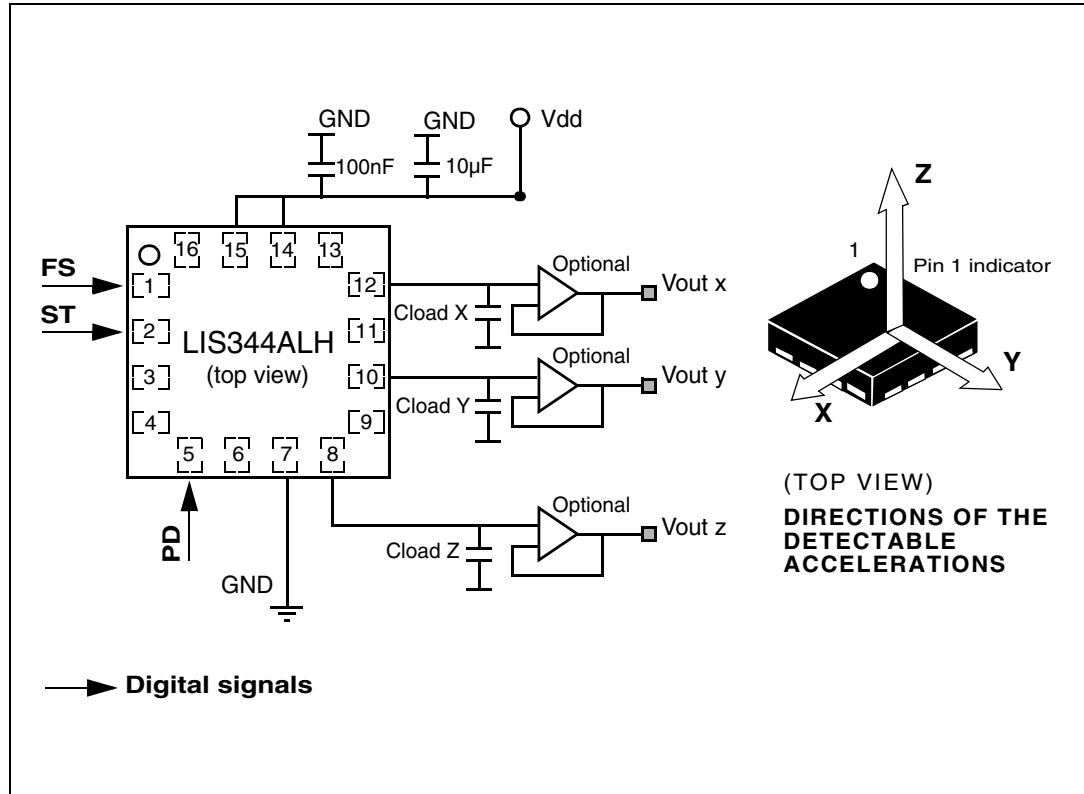 GND
GND
Vdd
100nF
10µF
Z
16
15
14
13
FS
1
12
Optional
Vout x
1
Pin 1 indicator
Cload X
ST
2
11
LIS344ALH
(top view)
3
10
Optional
Vout y
Cload Y
Y
X
4
9
5
6
7
8
(TOP VIEW)
DIRECTIONS OF THE
DETECTABLE
ACCELERATIONS
Optional
Vout z
PD
Cload Z
GND
Digital signals